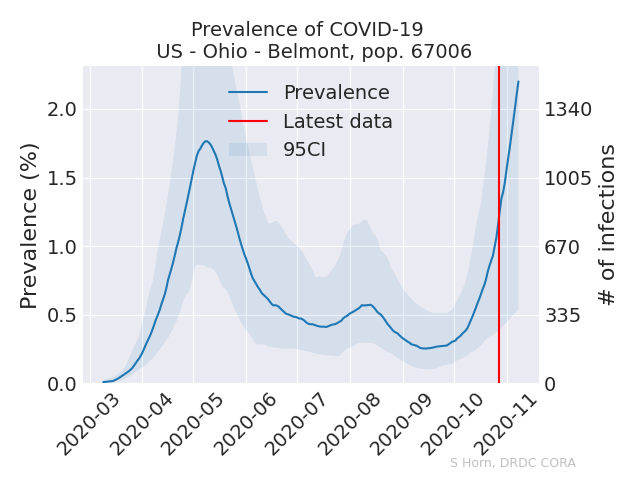 Prevalence of COVID-19
US - Ohio - Belmont, pop. 67006
Prevalence
Latest data
95CI
Prevalence (%)
2.0
1.5
1.0
0.5
0.0
# of infections
1340
1005
670
335
0
2020-03
2020-04
2020-05
2020-06
2020-07
2020-08
2020-09
2020-10
2020-11
S Horn, DRDC CORA